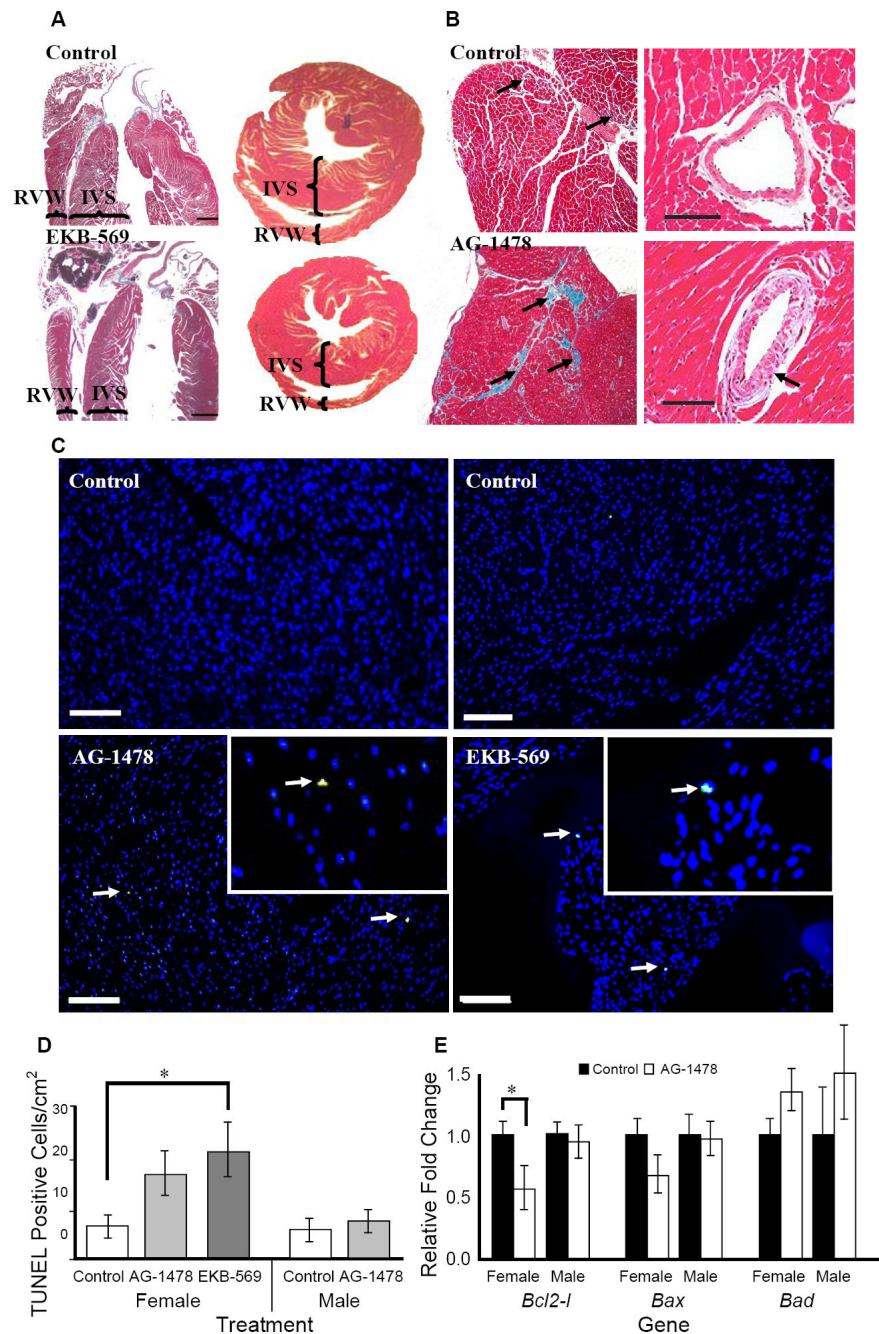 A
B
Control
Control
IVS
RVW IVS
RVW
EKB-569
AG-1478
IVS
RVW IVS
RVW
C
Control
Control
AG-1478
EKB-569
D
E
TUNEL Positive Cells/cm²
30
20
10
0
*
Control AG-1478 EKB-569
Control AG-1478
Female
Male
Treatment
Relative Fold Change
1.5
1.0
0.5
0.0
Control AG-1478
*
Female Male Female Male Female Male
Bcl2-l Bax Bad
Gene